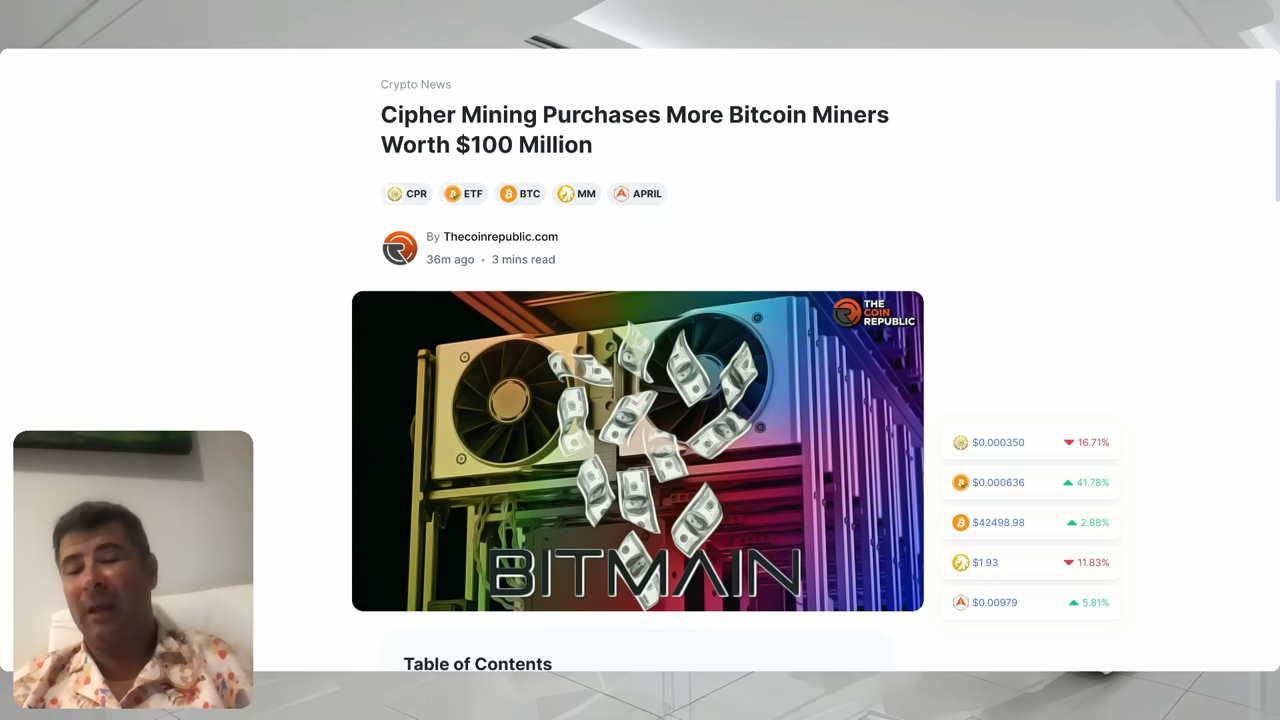 Crypto News
Cipher Mining Purchases More Bitcoin Miners
Worth $100 Million
CPR ETF BTC MM APRIL
By Thecoinrepublic.com
36m ago • 3 mins read
THE
COIN
REPUBLIC
BITMAIN
$0.000350 16.71%
$0.000636 41.78%
$42498.98 2.88%
$1.93 11.83%
$0.00979 5.81%
Table of Contents